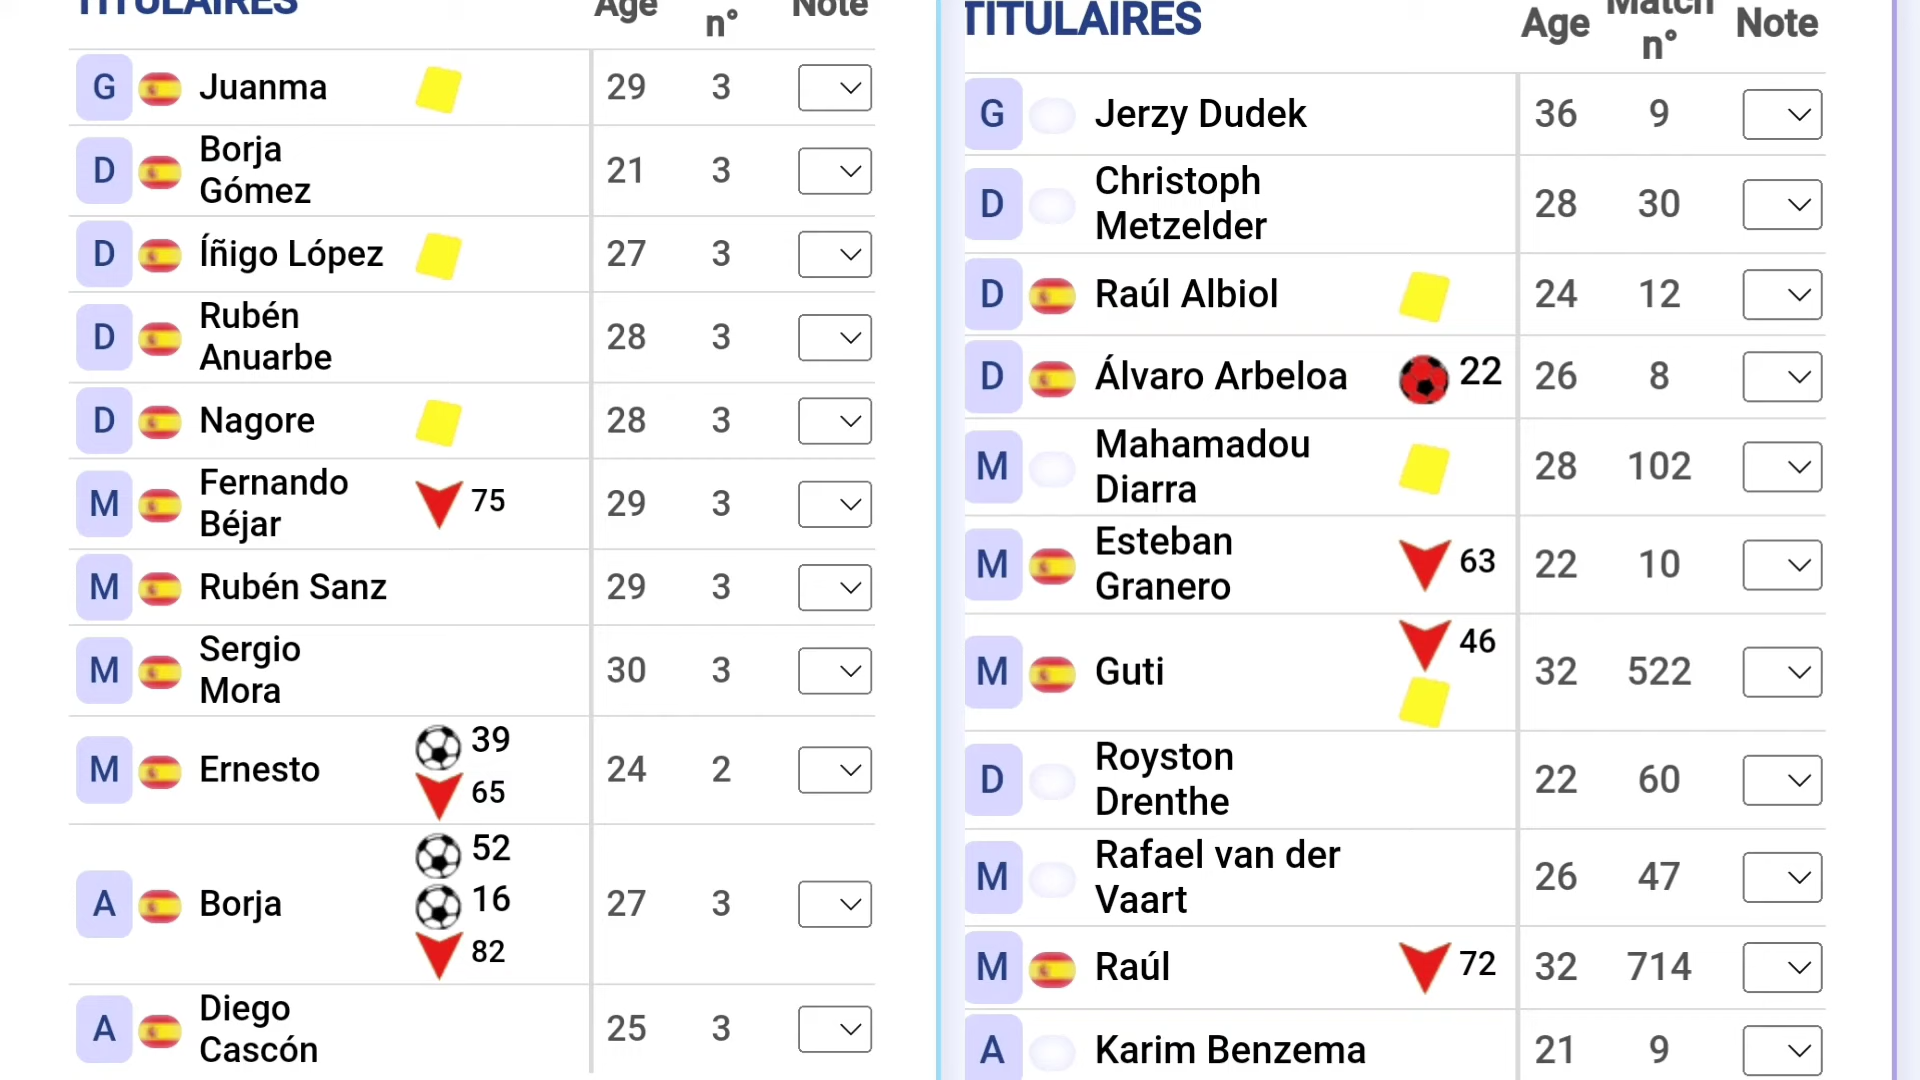 TITULAIRES
Age
n°
Note
G Juanma 29 3
D Borja
Gómez
21 3
D Íñigo López 27 3
D Rubén
Anuarbe
28 3
D Nagore 28 3
M Fernando
Béjar
75 29 3
M Rubén Sanz 29 3
M Sergio
Mora
30 3
M Ernesto 39
65
24 2
A Borja 52
16
82
27 3
A Diego
Cascón
25 3
TITULAIRES
Age
Match
n°
Note
G Jerzy Dudek 36 9
D Christoph
Metzelder
28 30
D Raúl Albiol 24 12
D Álvaro Arbeloa 22 26 8
M Mahamadou
Diarra
28 102
M Esteban
Granero
63 22 10
M Guti 46 32 522
D Royston
Drenthe
22 60
M Rafael van der
Vaart
26 47
M Raúl 72 32 714
A Karim Benzema 21 9